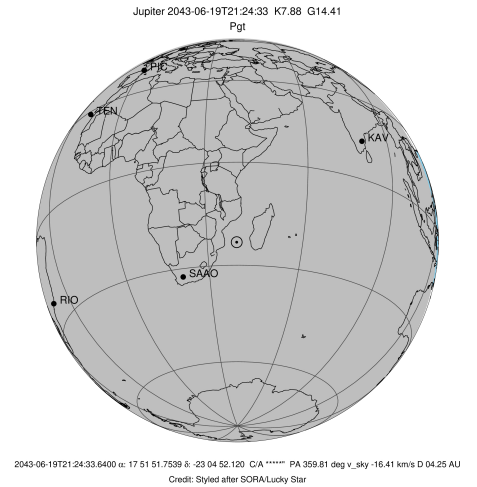 Jupiter 2043-06-19T21:24:33 K7.88 G14.41
Pgt
PIC
TEN
KAV
SAAO
RIO
2043-06-19T21:24:33.6400 α: 17 51 51.7539 δ: -23 04 52.120 C/A *****" PA 359.81 deg v_sky -16.41 km/s D 04.25 AU
Credit: Styled after SORA/Lucky Star